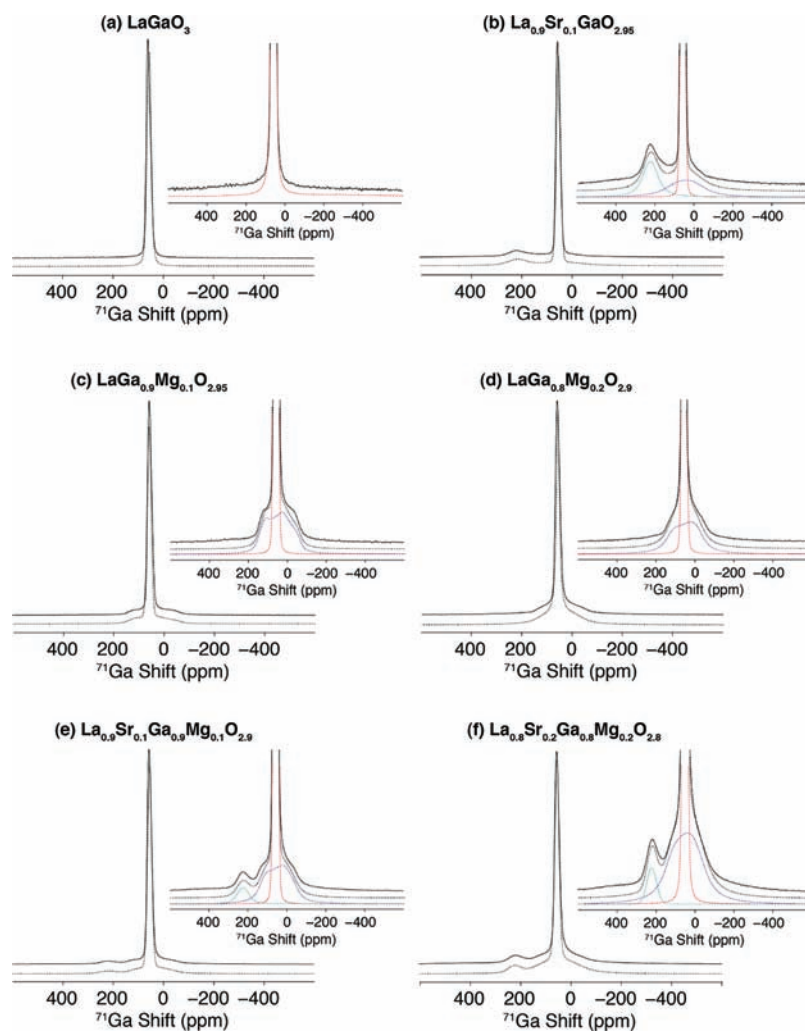 (a) LaGaO₃
400 200 0 −200 −400
⁷¹Ga Shift (ppm)
400 200 0 −200 −400
⁷¹Ga Shift (ppm)
(b) La₀.₉Sr₀.₁GaO₂.₉₅
400 200 0 −200 −400
⁷¹Ga Shift (ppm)
400 200 0 −200 −400
⁷¹Ga Shift (ppm)
(c) LaGa₀.₉Mg₀.₁O₂.₉₅
400 200 0 −200 −400
⁷¹Ga Shift (ppm)
400 200 0 −200 −400
⁷¹Ga Shift (ppm)
(d) LaGa₀.₈Mg₀.₂O₂.₉
400 200 0 −200 −400
⁷¹Ga Shift (ppm)
400 200 0 −200 −400
⁷¹Ga Shift (ppm)
(e) La₀.₉Sr₀.₁Ga₀.₉Mg₀.₁O₂.₉
400 200 0 −200 −400
⁷¹Ga Shift (ppm)
400 200 0 −200 −400
⁷¹Ga Shift (ppm)
(f) La₀.₈Sr₀.₂Ga₀.₈Mg₀.₂O₂.₈
400 200 0 −200 −400
⁷¹Ga Shift (ppm)
400 200 0 −200 −400
⁷¹Ga Shift (ppm)